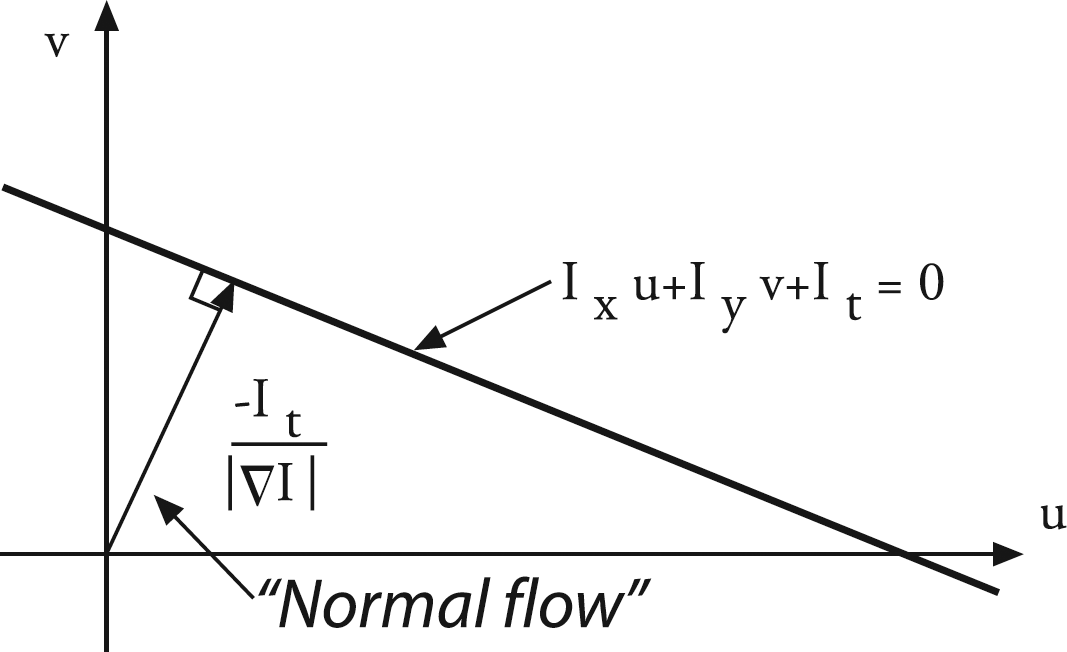 v
I x u+I y v+I t = 0
-I t
|∇I|
u
“Normal flow”